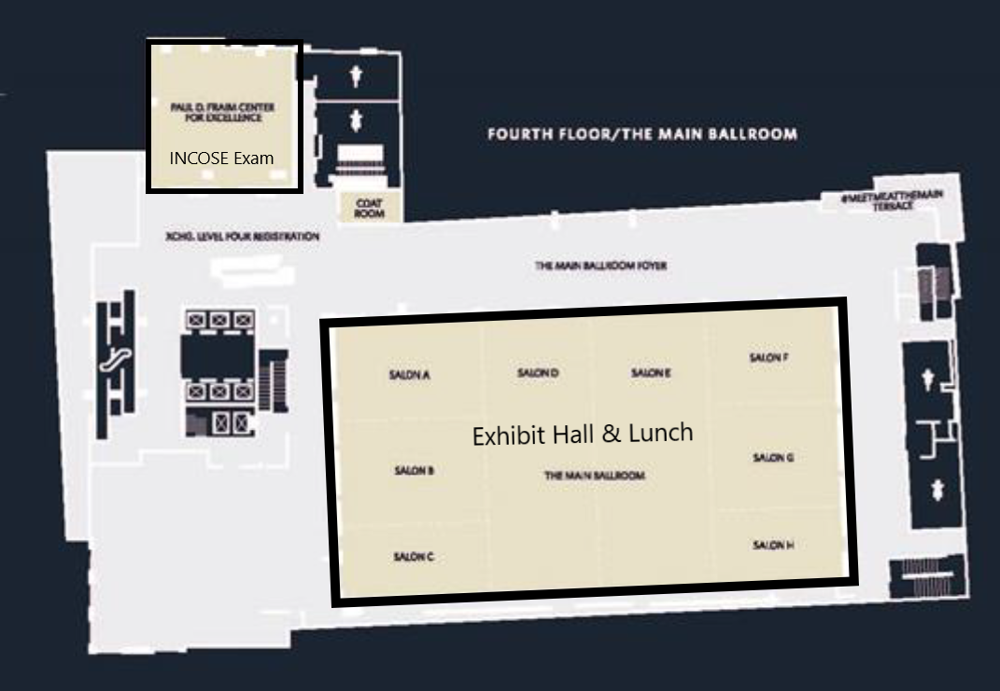 PAUL D. FRAIM CENTER
FOR EXCELLENCE
INCOSE Exam
FOURTH FLOOR/THE MAIN BALLROOM
COAT
ROOM
#MEETMEATTHEMAIN
TERRACE
XCHG. LEVEL FOUR REGISTRATION
THE MAIN BALLROOM FOYER
SALON A
SALON D
SALON E
SALON F
Exhibit Hall & Lunch
SALON B
THE MAIN BALLROOM
SALON G
SALON C
SALON H